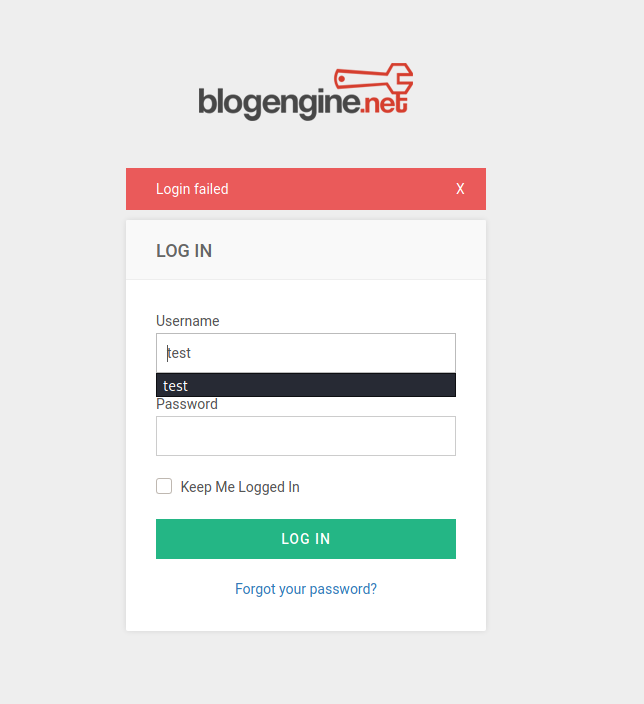 blogengine.net
Login failed X
LOG IN
Username
test
test
Password
Keep Me Logged In
LOG IN
Forgot your password?